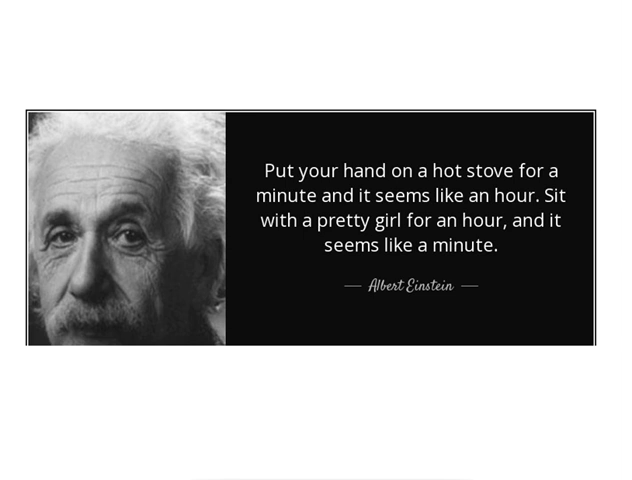 Put your hand on a hot stove for a
minute and it seems like an hour. Sit
with a pretty girl for an hour, and it
seems like a minute.
Albert Einstein